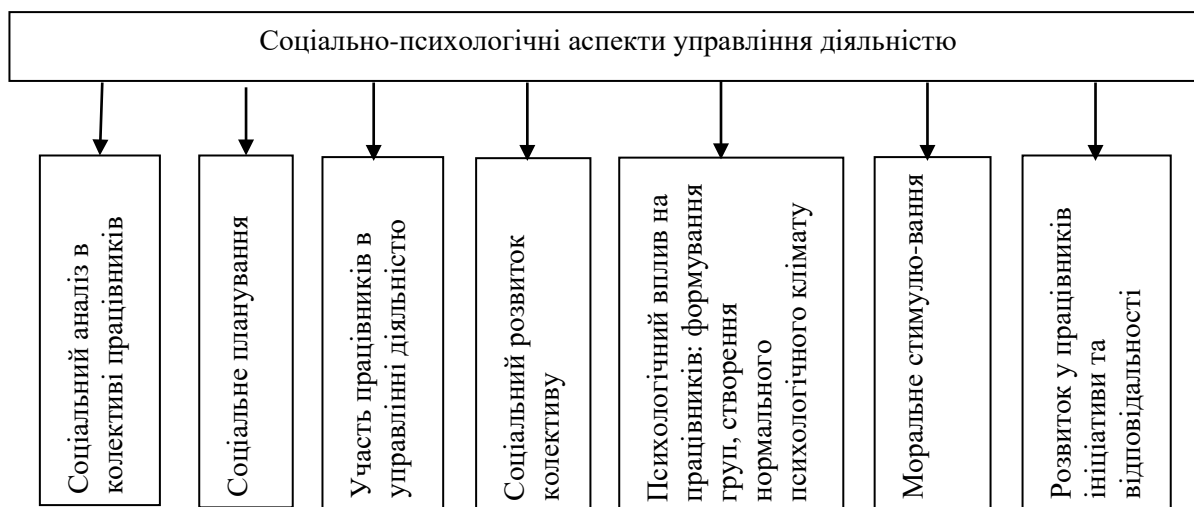 Соціально-психологічні аспекти управління діяльністю
Соціальний аналіз в
колективі працівників
Соціальне планування
Участь працівників в
управлінні діяльністю
Соціальний розвиток
колективу
Психологічний вплив на
працівників: формування
груп, створення
нормального
психологічного клімату
Моральне стимулю-вання
Розвиток у працівників
ініціативи та
відповідальності